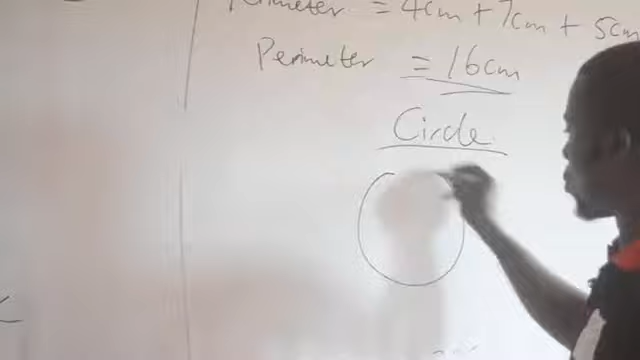 Perimeter = 4cm + 7cm + 5cm
Perimeter = 16cm
Circle